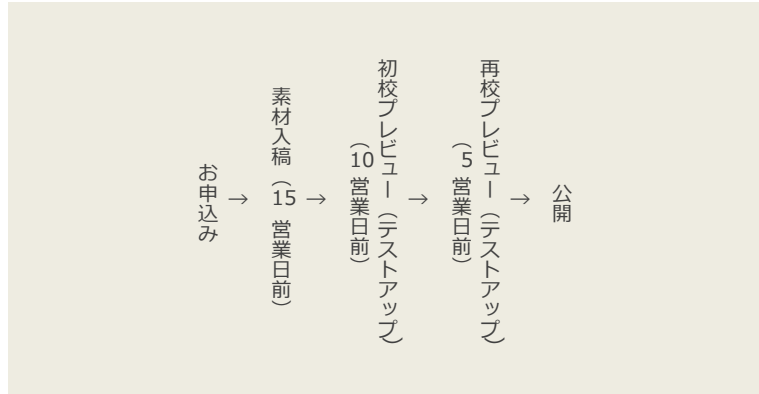 お申込み
→
素材入稿（15 営業日前）
→
初校プレビュー（テストアップ）
（10 営業日前）
→
再校プレビュー（テストアップ）
（5 営業日前）
→
公開